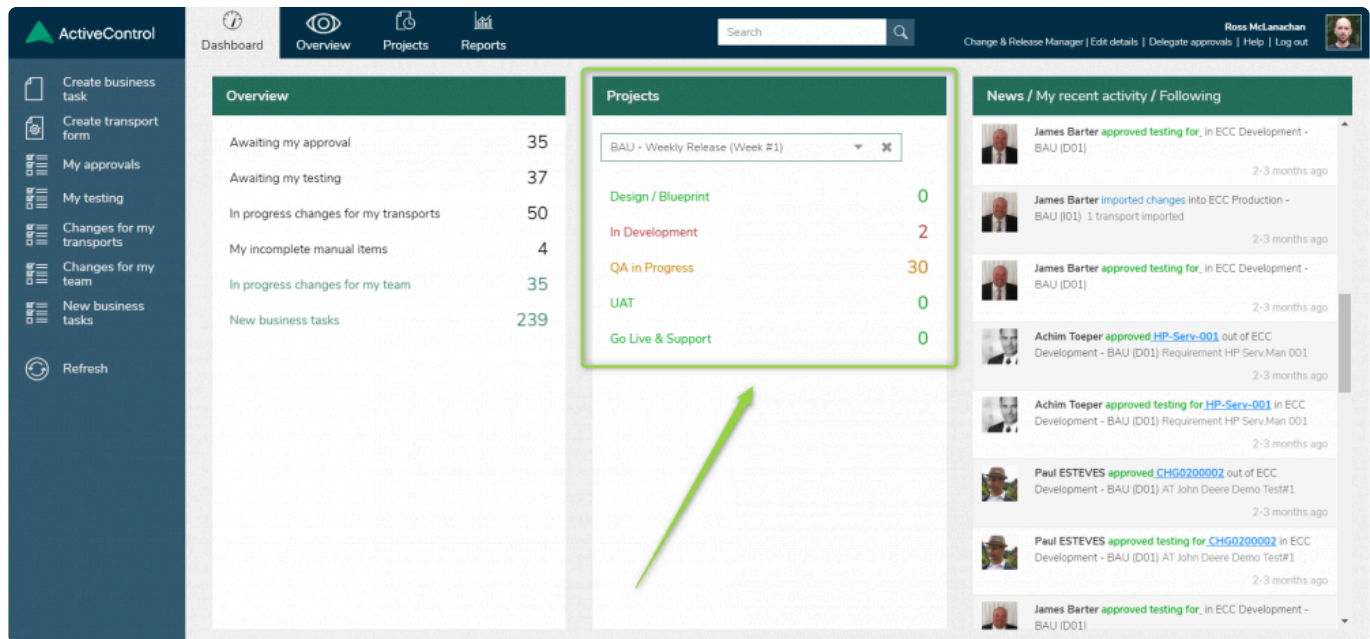 ActiveControl
Dashboard
Overview
Projects
Reports
Search
Ross McLanachan
Change & Release Manager | Edit details | Delegate approvals | Help | Log out
Create business
task
Create transport
form
My approvals
My testing
Changes for my
transports
Changes for my
team
New business
tasks
Refresh
Overview
Awaiting my approval 35
Awaiting my testing 37
In progress changes for my transports 50
My incomplete manual items 4
In progress changes for my team 35
New business tasks 239
Projects
BAU - Weekly Release (Week #1)
Design / Blueprint 0
In Development 2
QA in Progress 30
UAT 0
Go Live & Support 0
News / My recent activity / Following
James Barter approved testing for in ECC Development -
BAU (D01)
2-3 months ago
James Barter imported changes into ECC Production -
BAU (I01) 1 transport imported
2-3 months ago
James Barter approved testing for in ECC Development -
BAU (D01)
2-3 months ago
Achim Toeper approved HP-Serv-001 out of ECC
Development - BAU (D01) Requirement HP Serv.Man 001
2-3 months ago
Achim Toeper approved testing for HP-Serv-001 in ECC
Development - BAU (D01) Requirement HP Serv.Man 001
2-3 months ago
Paul ESTEVES approved CHG0200002 out of ECC
Development - BAU (D01) AT John Deere Demo Test#1
2-3 months ago
Paul ESTEVES approved testing for CHG0200002 in ECC
Development - BAU (D01) AT John Deere Demo Test#1
2-3 months ago
James Barter approved testing for in ECC Development -
BAU (D01)